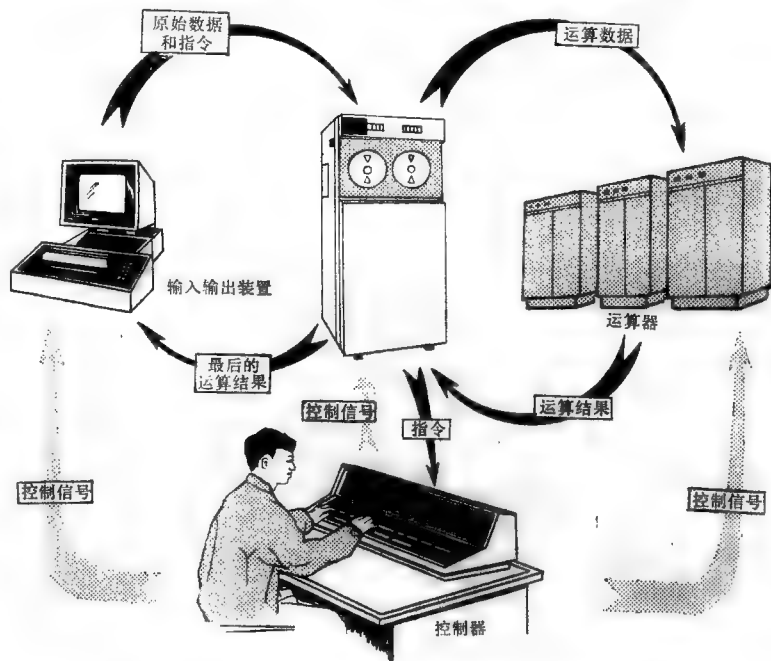 原始数据
和指令
运算数据
输入输出装置
运算器
最后的
运算结果
控制信号
指令
运算结果
控制信号
控制信号
控制器